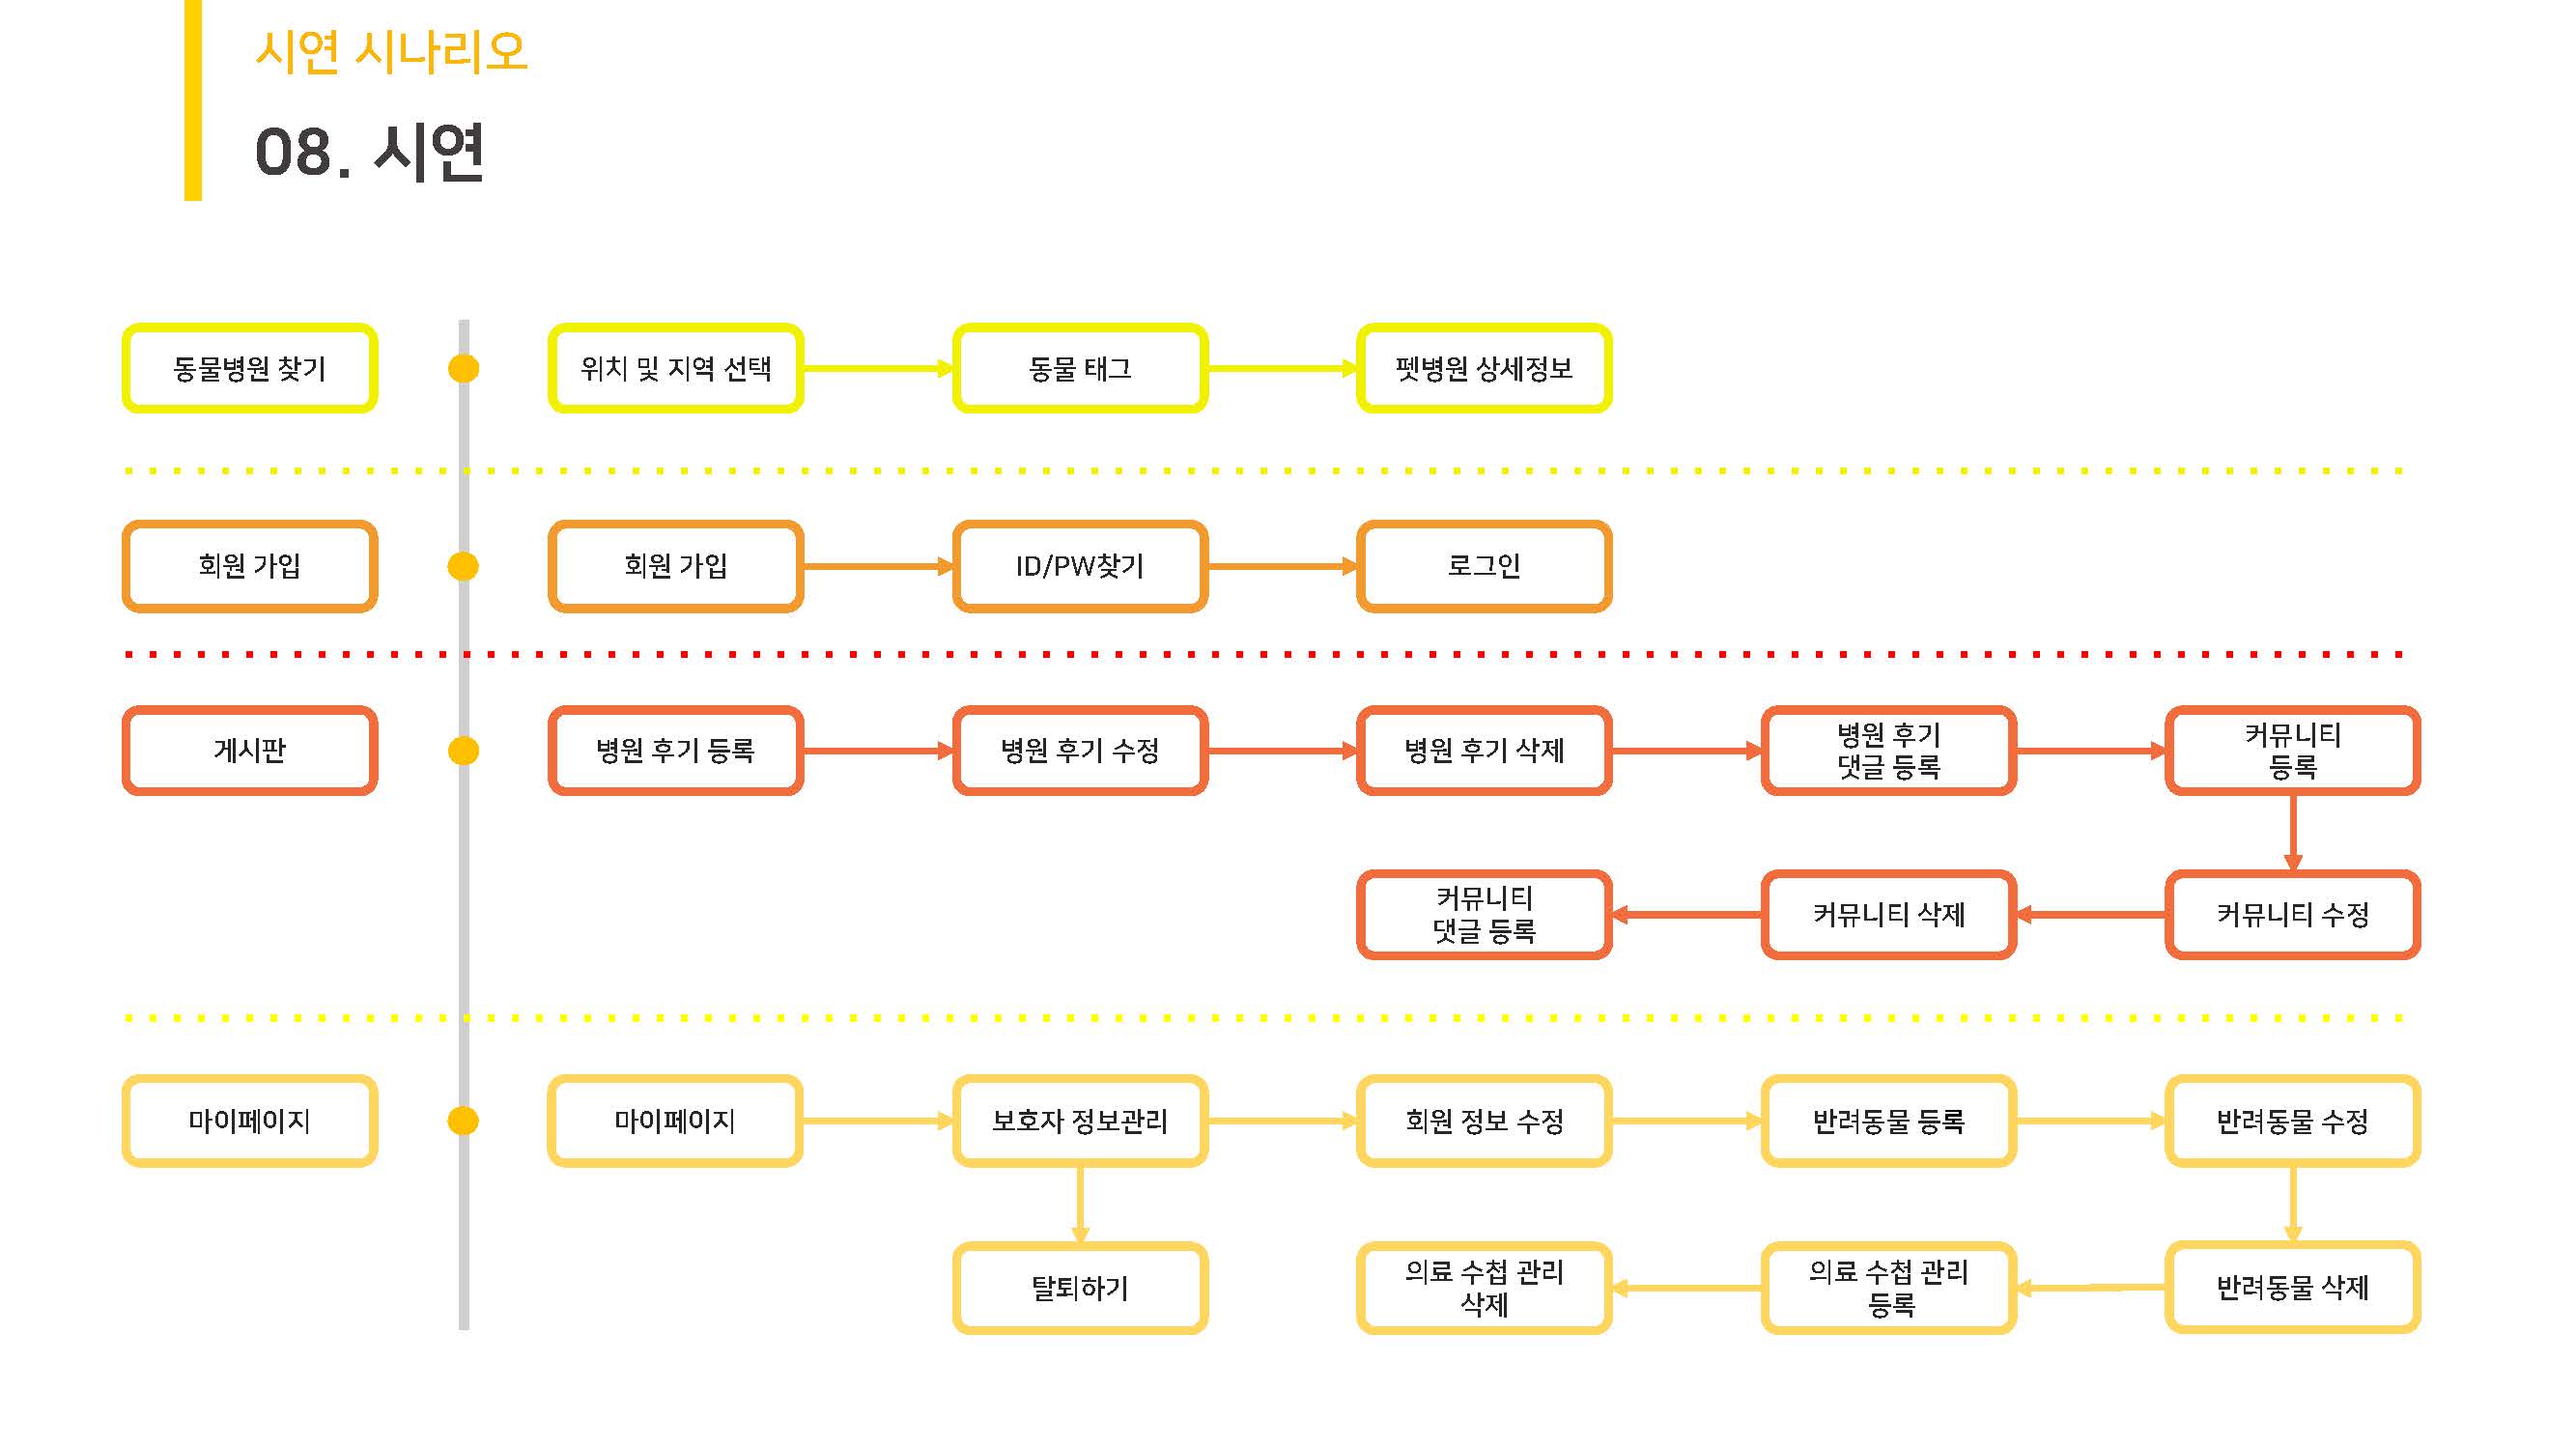 시연 시나리오
08. 시연
동물병원 찾기
위치 및 지역 선택
동물 태그
펫병원 상세정보
회원 가입
회원 가입
ID/PW찾기
로그인
게시판
병원 후기 등록
병원 후기 수정
병원 후기 삭제
병원 후기
댓글 등록
커뮤니티
등록
커뮤니티 수정
커뮤니티 삭제
커뮤니티
댓글 등록
마이페이지
마이페이지
보호자 정보관리
회원 정보 수정
반려동물 등록
반려동물 수정
탈퇴하기
반려동물 삭제
의료 수첩 관리
등록
의료 수첩 관리
삭제